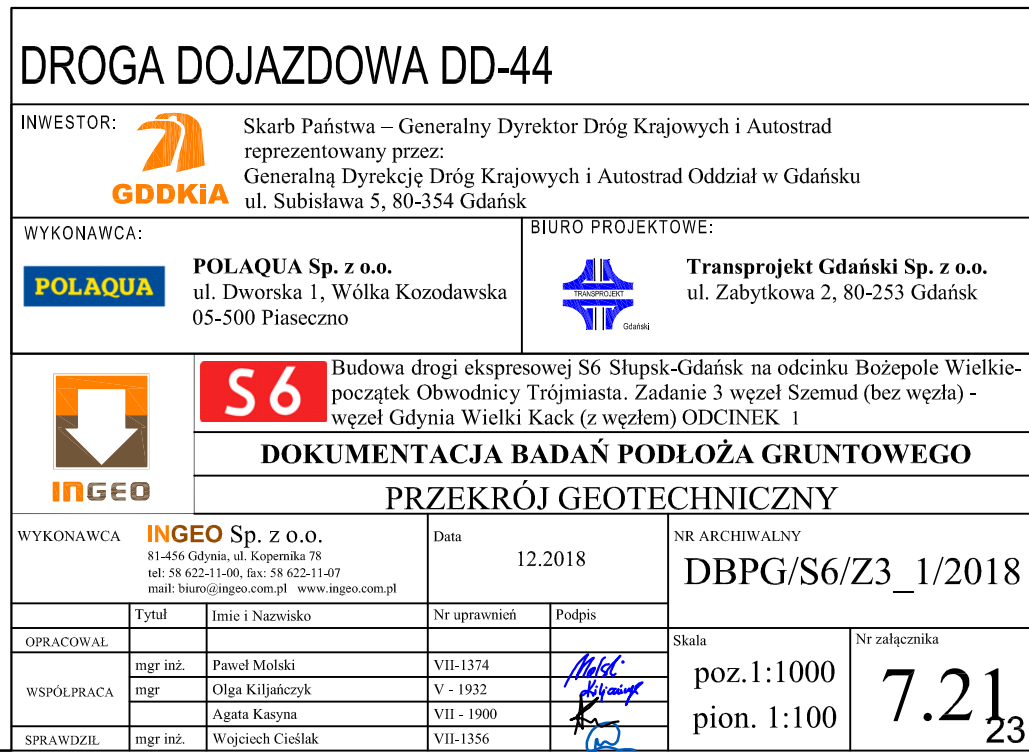 DROGA DOJAZDOWA DD-44
INWESTOR:
GDDKiA
Skarb Państwa – Generalny Dyrektor Dróg Krajowych i Autostrad
reprezentowany przez:
Generalną Dyrekcję Dróg Krajowych i Autostrad Oddział w Gdańsku
ul. Subisława 5, 80-354 Gdańsk
WYKONAWCA:
POLAQUA
POLAQUA Sp. z o.o.
ul. Dworska 1, Wólka Kozodawska
05-500 Piaseczno
BIURO PROJEKTOWE:
TRANSPROJEKT
Gdański
Transprojekt Gdański Sp. z o.o.
ul. Zabytkowa 2, 80-253 Gdańsk
INGEO
S6
Budowa drogi ekspresowej S6 Słupsk-Gdańsk na odcinku Bożepole Wielkie-
początek Obwodnicy Trójmiasta. Zadanie 3 węzeł Szemud (bez węzła) -
węzeł Gdynia Wielki Kack (z węzłem) ODCINEK 1
DOKUMENTACJA BADAŃ PODŁOŻA GRUNTOWEGO
PRZEKRÓJ GEOTECHNICZNY
WYKONAWCA
INGEO Sp. z o.o.
81-456 Gdynia, ul. Kopernika 78
tel: 58 622-11-00, fax: 58 622-11-07
mail: biuro@ingeo.com.pl www.ingeo.com.pl
Data
12.2018
NR ARCHIWALNY
DBPG/S6/Z3_1/2018
Tytuł Imie i Nazwisko Nr uprawnień Podpis
OPRACOWAŁ
WSPÓŁPRACA
mgr inż. Paweł Molski VII-1374 Molski
mgr Olga Kiljańczyk V - 1932 Kiljańczyk
Agata Kasyna VII - 1900
SPRAWDZIŁ mgr inż. Wojciech Cieślak VII-1356
Skala
poz.1:1000
pion. 1:100
Nr załącznika
7.21
23